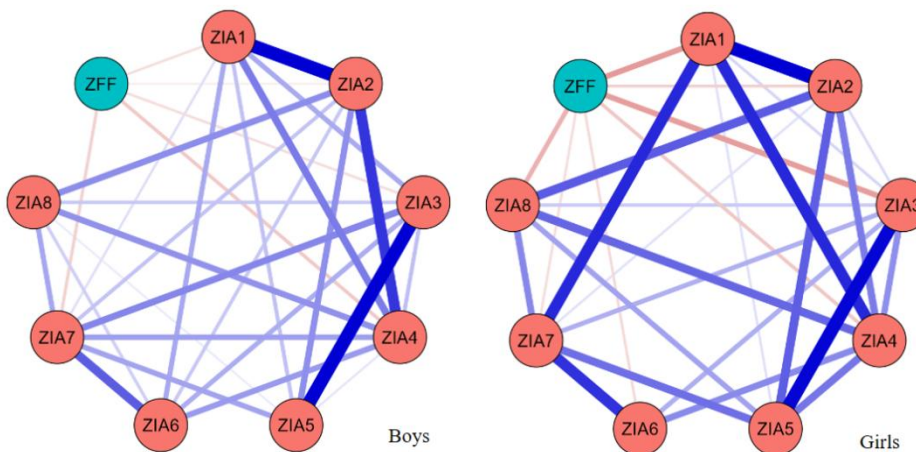 ZIA1
ZFF
ZIA2
ZIA8
ZIA3
ZIA7
ZIA4
ZIA6
ZIA5
Boys
ZIA1
ZFF
ZIA2
ZIA8
ZIA3
ZIA7
ZIA4
ZIA6
ZIA5
Girls